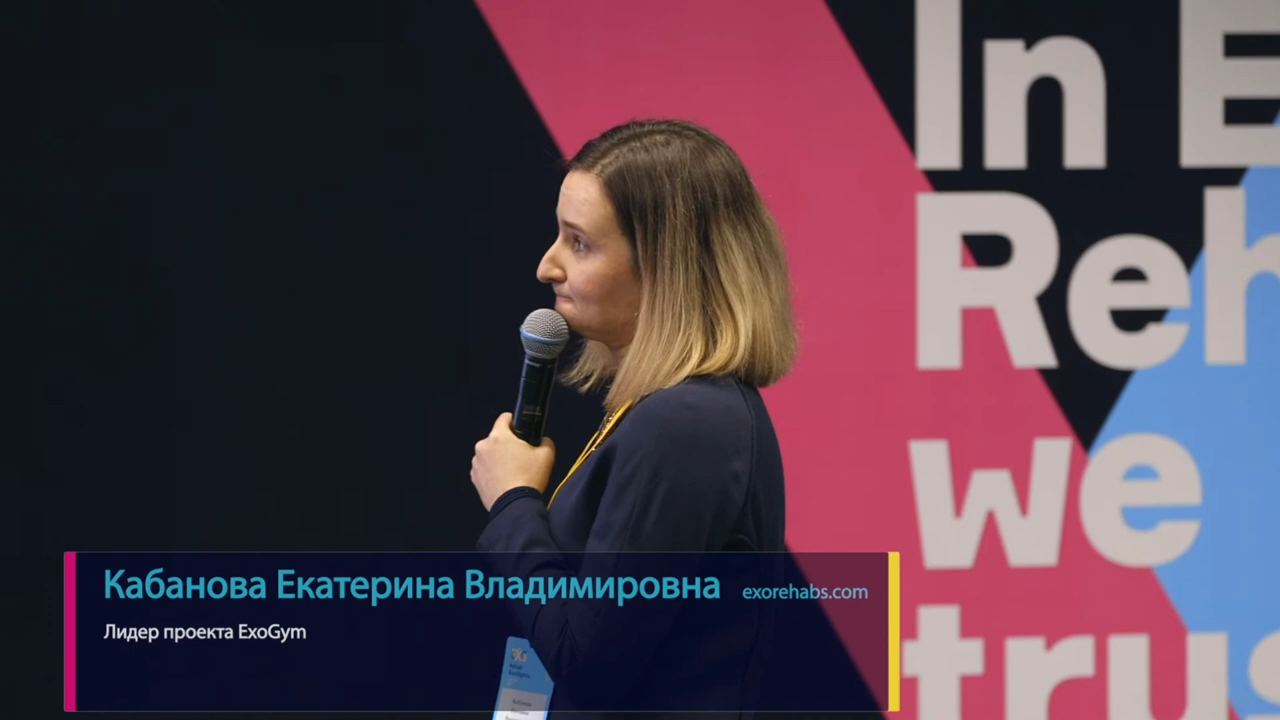 In E
Reh
we
trus
Кабанова Екатерина Владимировна exorehabs.com
Лидер проекта ExoGym